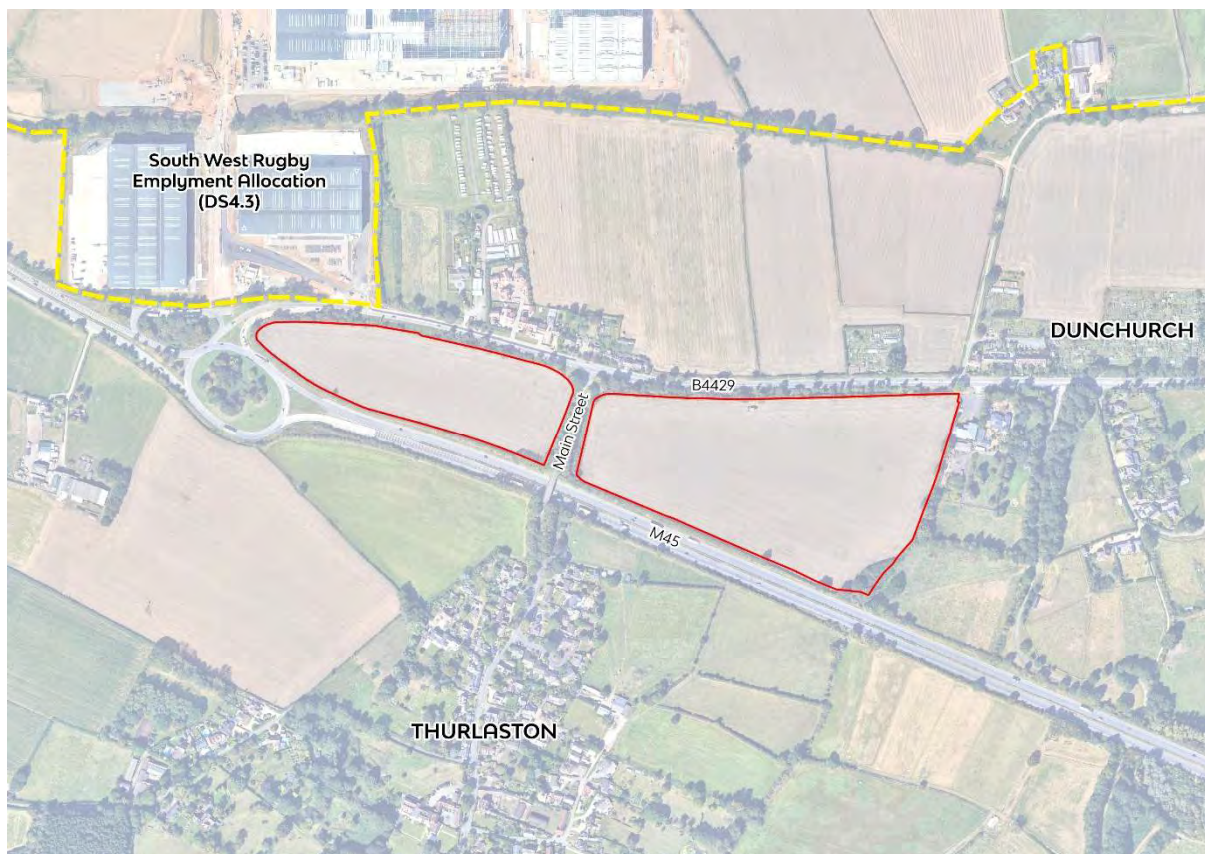 South West Rugby
Emplyment Allocation
(DS4.3)
DUNCHURCH
B4429
Main Street
M45
THURLASTON